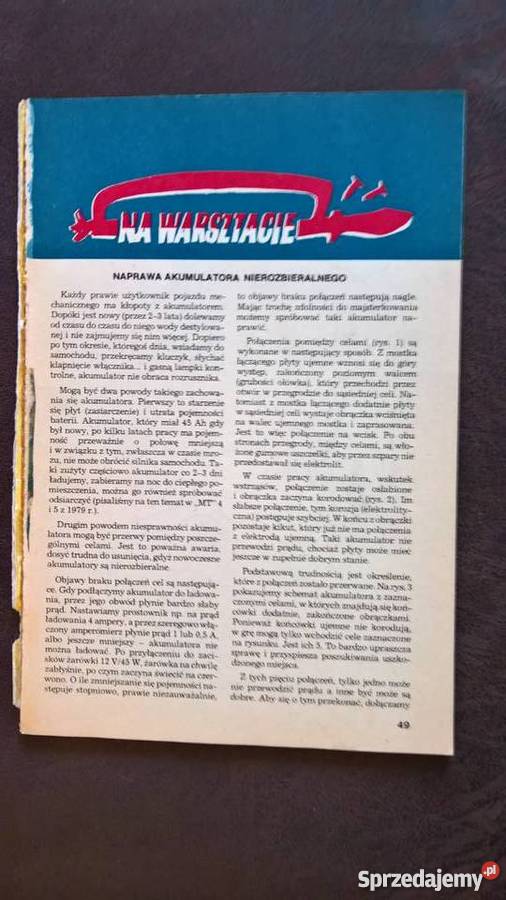 NA WARSZTACIE
NAPRAWA AKUMULATORA NIEROZBIERALNEGO
Każdy prawie użytkownik pojazdu me-
chanicznego ma kłopoty z akumulatorem.
Dopóki jest nowy (przez 2–3 lata) dolewamy
od czasu do czasu do niego wody destylowa-
nej i nie zajmujemy się nim więcej. Dopiero
po tym okresie, któregoś dnia, wsiadamy do
samochodu, przekręcamy kluczyk, słychać
kłapnięcie włącznika... i gasną lampki kon-
trolne, akumulator nie obraca rozrusznika.
Mogą być dwa powody takiego zachowa-
nia się akumulatora. Pierwszy to starzenie
się płyt (zasiarczenie) i utrata pojemności
baterii. Akumulator, który miał 45 Ah gdy
był nowy, po kilku latach pracy ma pojem-
ność przeważnie o połowę mniejszą
i w związku z tym, zwłaszcza w czasie mro-
zu, nie może obrócić silnika samochodu. Ta-
ki zużyty częściowo akumulator co 2–3 dni
ładujemy, zabieramy na noc do ciepłego po-
mieszczenia, można go również spróbować
odsiarczyć (pisaliśmy na ten temat w „MT" 4
i 5 z 1979 r.).
Drugim powodem niesprawności akumu-
latora mogą być przerwy pomiędzy poszcze-
gólnymi celami. Jest to poważna awaria,
dosyć trudna do usunięcia, gdyż nowoczesne
akumulatory są nierozbieralne.
Objawy braku połączeń cel są następują-
ce. Gdy podłączymy akumulator do ładowa-
nia, przez jego obwód płynie bardzo słaby
prąd. Nastawiamy prostownik np. na prąd
ładowania 4 ampery, a przez szeregowo włą-
czony amperomierz płynie prąd 1 lub 0,5 A,
albo jeszcze mniejszy – akumulatora nie
można ładować. Po przyłączeniu do zaci-
sków żarówki 12 V/45 W, żarówka na chwilę
zabłyśnie, po czym zaczyna świecić na czer-
wono. O ile zmniejszanie się pojemności na-
stępuje stopniowo, prawie niezauważalnie,
to objawy braku połączeń następują nagle.
Mając trochę zdolności do majsterkowania
możemy spróbować taki akumulator na-
prawić.
Połączenia pomiędzy celami (rys. 1) są
wykonane w następujący sposób. Z mostka
łączącego płyty ujemne wznosi się do góry
występ, zakończony poziomym walcem
(grubości ołówka), który przechodzi przez
otwór w przegrodzie do sąsiedniej celi. Na-
tomiast z mostka łączącego dodatnie płyty
w sąsiedniej celi wystaje obrączka wciśnięta
na walec ujemnego mostka i zaprasowana.
Jest to więc połączenie na wcisk. Po obu
stronach przegrody, między celami, są wło-
żone gumowe uszczelki, aby przez szpary nie
przedostawał się elektrolit.
W czasie pracy akumulatora, wskutek
wstrząsów, połączenie zostaje osłabione
i obrączka zaczyna korodować (rys. 2). Im
słabsze połączenie, tym korozja (elektrolity-
czna) postępuje szybciej. W końcu z obrączki
pozostaje kikut, który już nie ma połączenia
z elektrodą ujemną. Taki akumulator nie
przewodzi prądu, chociaż płyty może mieć
jeszcze w zupełnie dobrym stanie.
Podstawową trudnością jest określenie,
które z połączeń zostało przerwane. Na rys. 3
pokazujemy schemat akumulatora z zazna-
czonymi celami, w których znajdują się koń-
cówki dodatnie, zakończone obrączkami.
Ponieważ końcówki ujemne nie korodują,
w grę mogą tylko wchodzić cele zaznaczone
na rysunku. Jest ich 5. To bardzo upraszcza
sprawę i przyspiesza poszukiwania uszko-
dzonego miejsca.
Z tych pięciu połączeń, tylko jedno może
nie przewodzić prądu a inne być może są
dobre. Aby się o tym przekonać, dołączamy
49
Sprzedajemy.pl